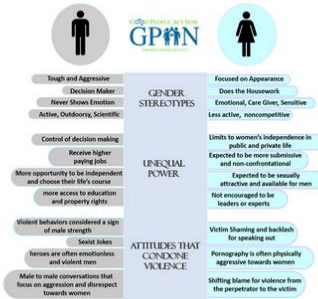 GOOD PEOPLE ACT NOW
GPAN
Tough and Aggressive
Decision Maker
Never Shows Emotion
Active, Outdoorsy, Scientific
GENDER
STEREOTYPES
Focused on Appearance
Does the Housework
Emotional, Care Giver, Sensitive
Less active, noncompetitive
Control of decision making
Receive higher
paying jobs
More opportunity to be independent
and choose their life's course
more access to education
and property rights
UNEQUAL
POWER
Limits to women's independence in
public and private life
Expected to be more submissive
and non-confrontational
Expected to be sexually
attractive and available for men
Not encouraged to be
leaders or experts
Violent behaviors considered a sign
of male strength
Sexist Jokes
heroes are often emotionless
and violent men
Male to male conversations that
focus on aggression and disrespect
towards women
ATTITUDES THAT
CONDONE
VIOLENCE
Victim Shaming and backlash
for speaking out
Pornography is often physically
aggressive towards women
Shifting blame for violence from
the perpetrator to the victim